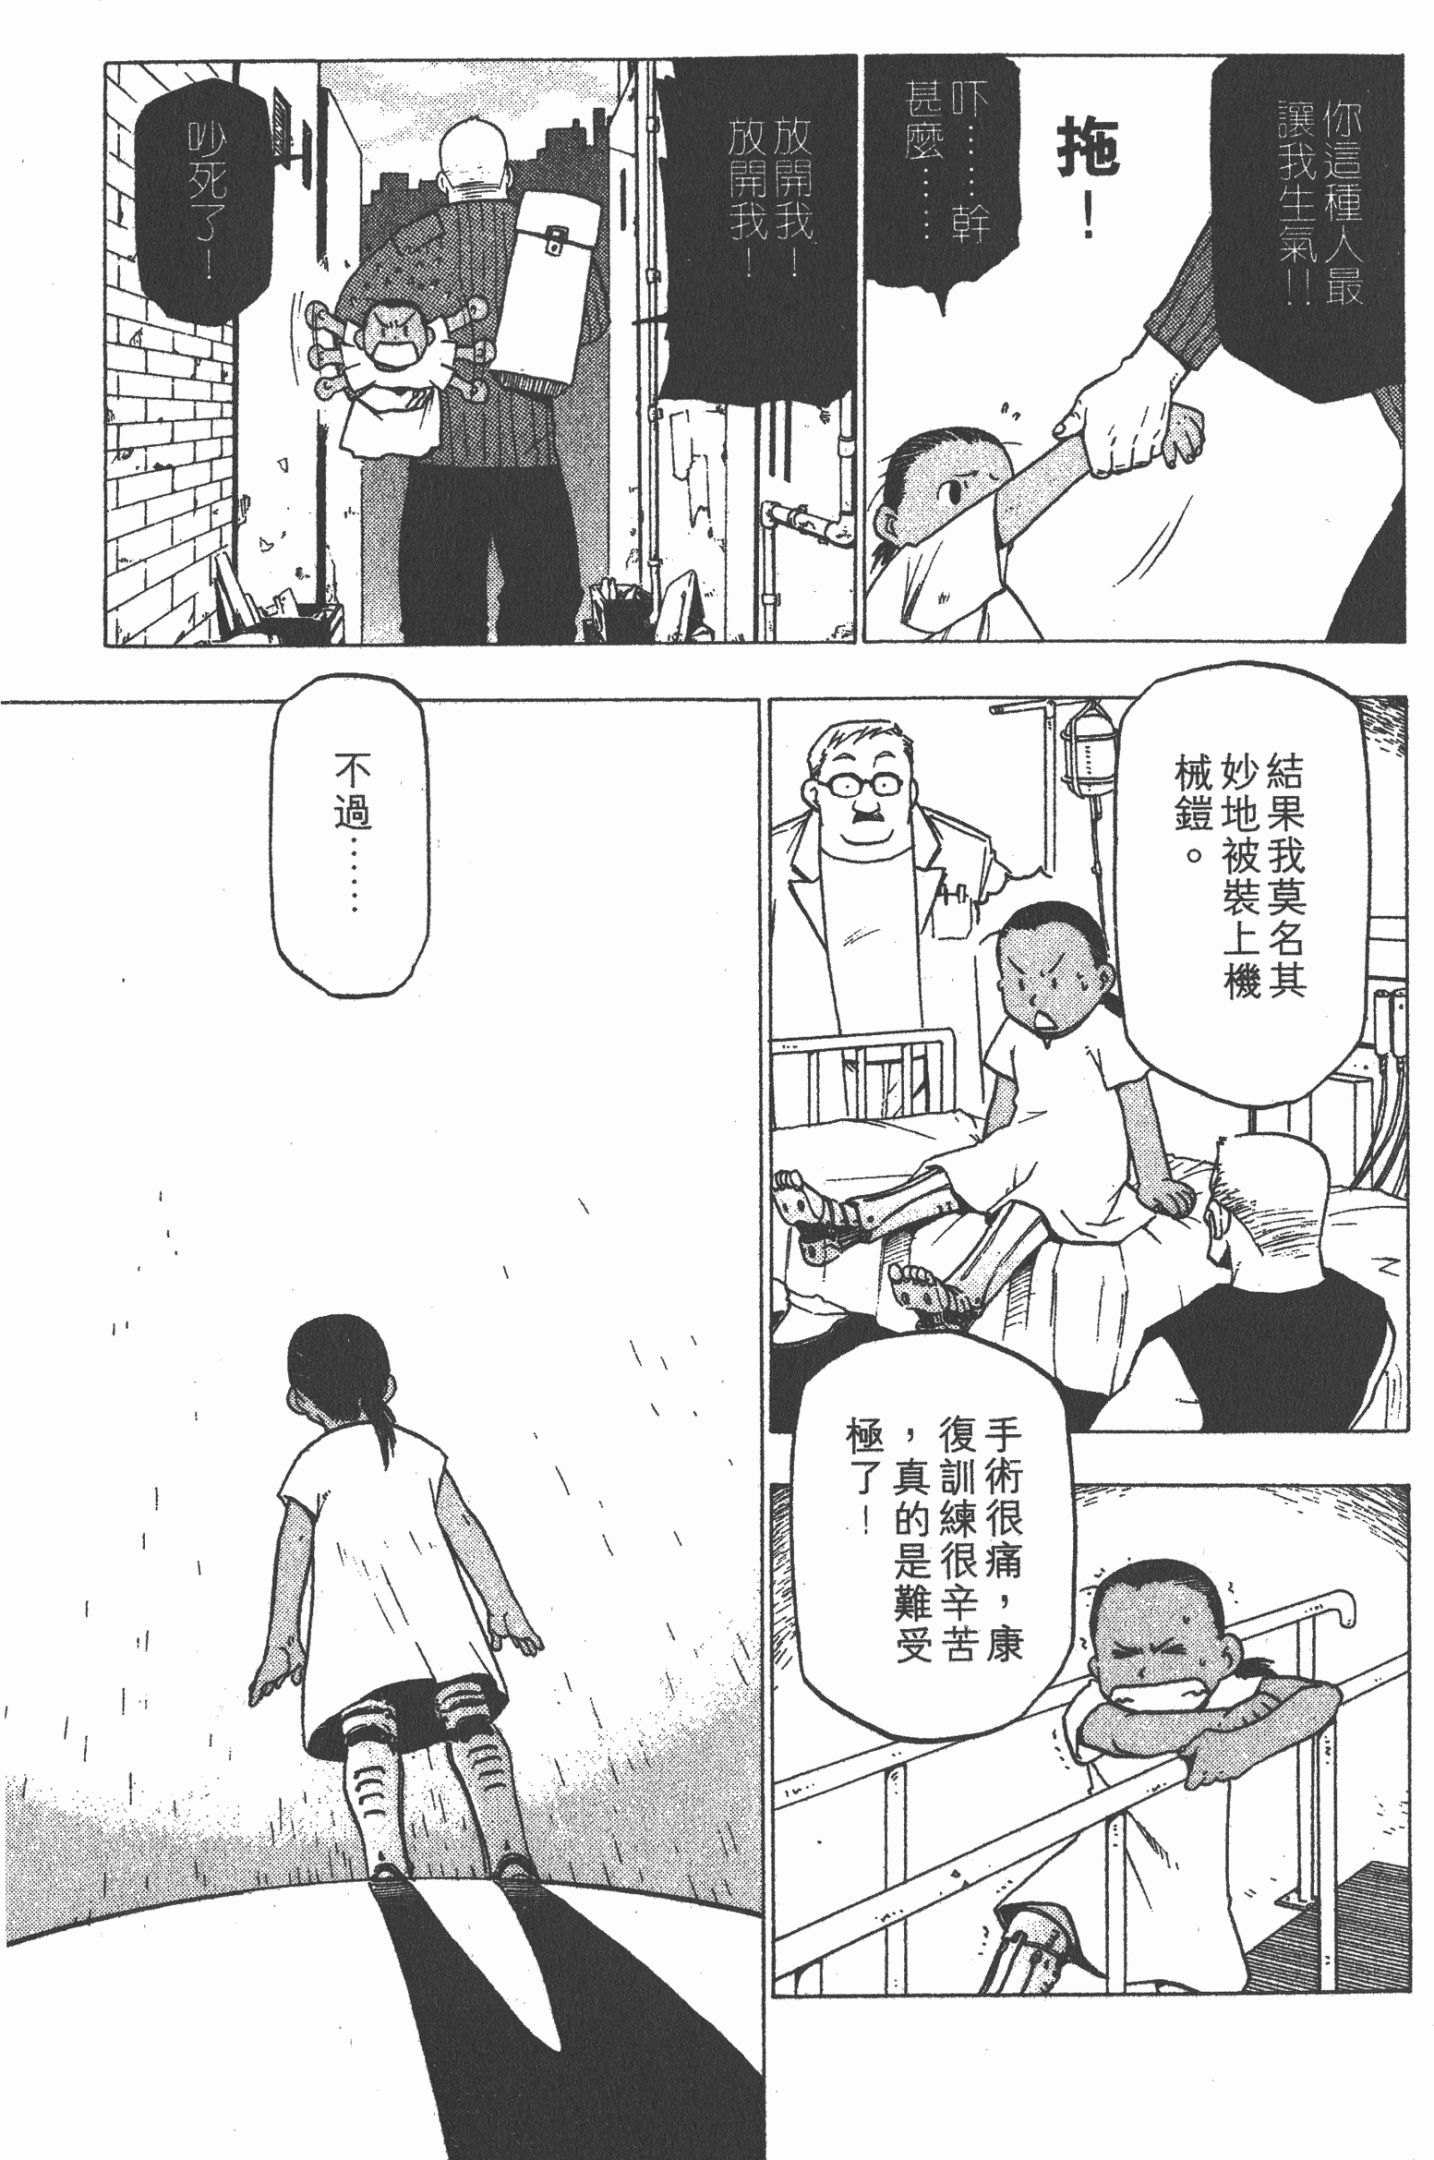 你這種人最
讓我生氣!!
拖！
吓……幹
甚麼……
放開我！
放開我！
吵死了！
結果我莫名其
妙地被裝上機
械鎧。
手術很痛，康
復訓練很辛苦
，真的是難受
極了！
不過……